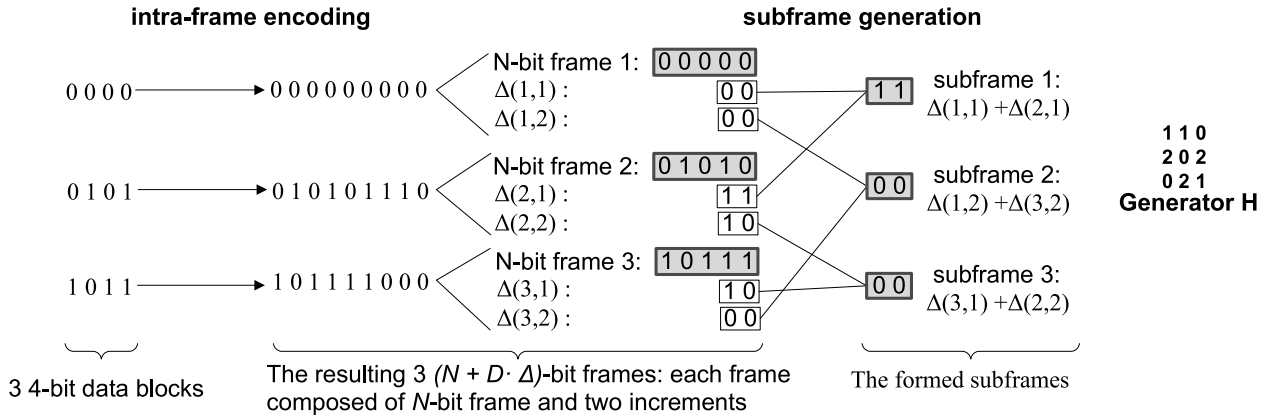 intra-frame encoding
subframe generation
0 0 0 0
0 0 0 0 0 0 0 0 0
N-bit frame 1: 0 0 0 0 0
Δ(1,1) : 0 0
Δ(1,2) : 0 0
1 1
subframe 1:
Δ(1,1) +Δ(2,1)
0 1 0 1
0 1 0 1 0 1 1 1 0
N-bit frame 2: 0 1 0 1 0
Δ(2,1) : 1 1
Δ(2,2) : 1 0
0 0
subframe 2:
Δ(1,2) +Δ(3,2)
1 1 0
2 0 2
0 2 1
Generator H
1 0 1 1
1 0 1 1 1 1 0 0 0
N-bit frame 3: 1 0 1 1 1
Δ(3,1) : 1 0
Δ(3,2) : 0 0
0 0
subframe 3:
Δ(3,1) +Δ(2,2)
3 4-bit data blocks
The resulting 3 (N + D· Δ)-bit frames: each frame
composed of N-bit frame and two increments
The formed subframes